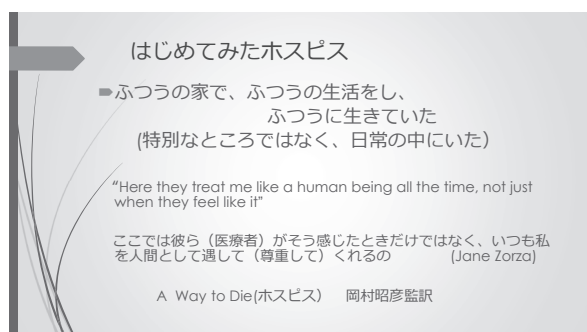 はじめてみたホスピス
ふつうの家で、ふつうの生活をし、
ふつうに生きていた
(特別なところではなく、日常の中にいた）
“Here they treat me like a human being all the time, not just
when they feel like it”
ここでは彼ら（医療者）がそう感じたときだけではなく、いつも私
を人間として遇して（尊重して）くれるの (Jane Zorza)
A Way to Die(ホスピス） 岡村昭彦監訳